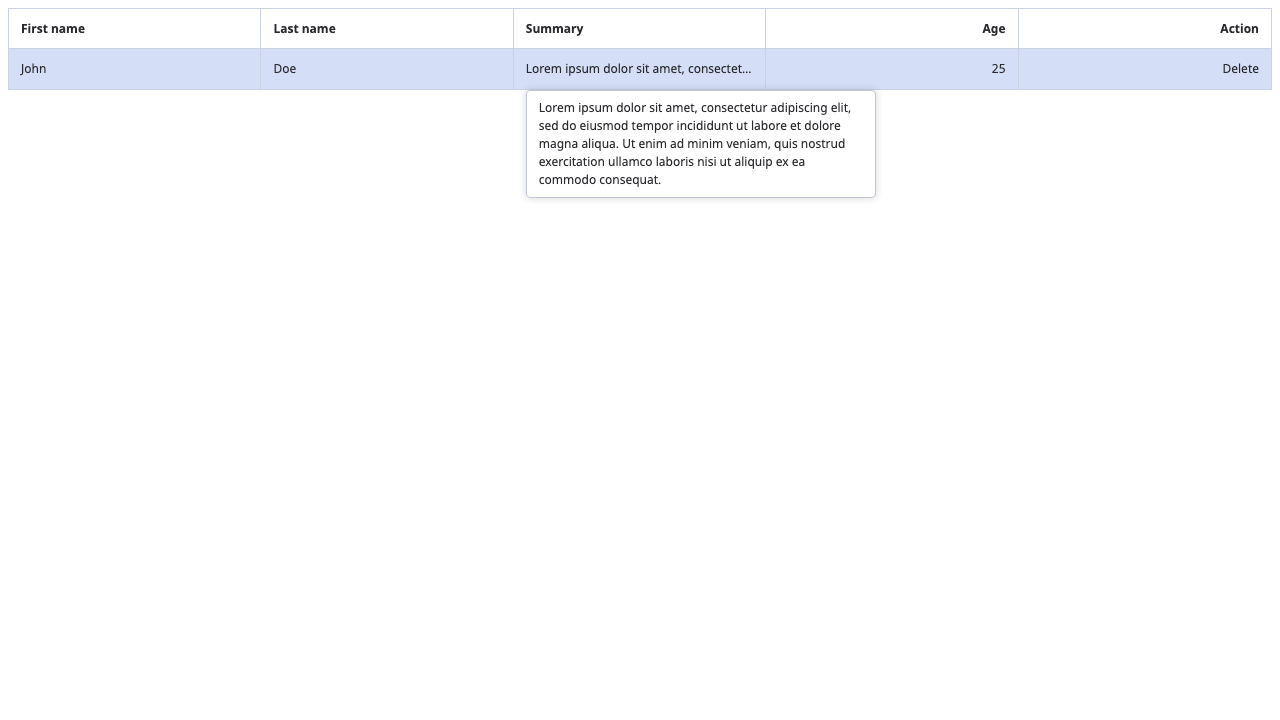 First name Last name Summary Age Action
John Doe Lorem ipsum dolor sit amet, consectet... 25 Delete
Lorem ipsum dolor sit amet, consectetur adipiscing elit,
sed do eiusmod tempor incididunt ut labore et dolore
magna aliqua. Ut enim ad minim veniam, quis nostrud
exercitation ullamco laboris nisi ut aliquip ex ea
commodo consequat.